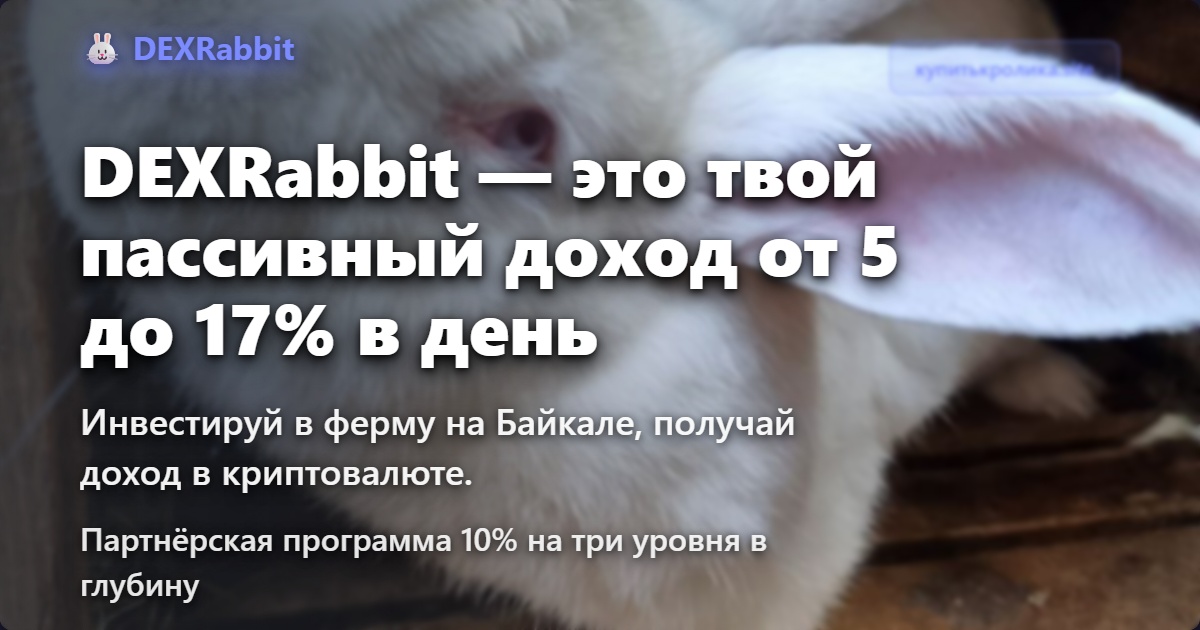 DEXRabbit
DEXRabbit — это твой
пассивный доход от 5
до 17% в день
Инвестируй в ферму на Байкале, получай
доход в криптовалюте.
Партнёрская программа 10% на три уровня в
глубину